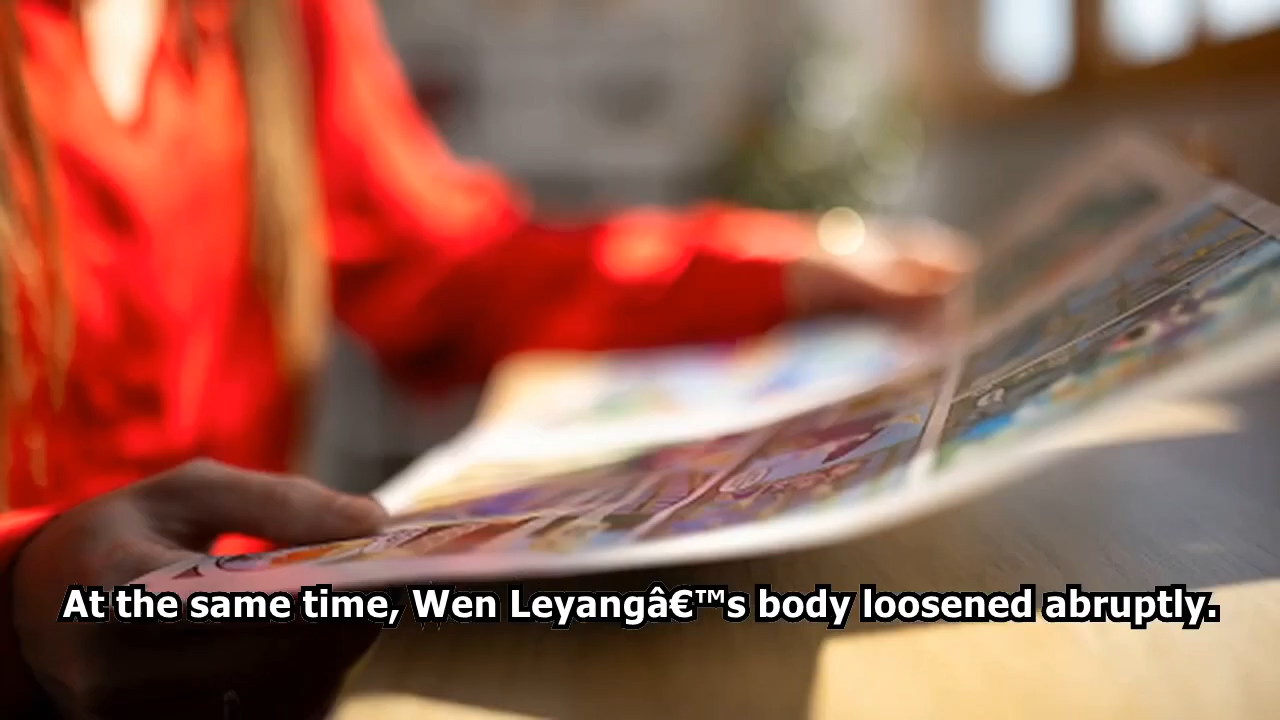 At the same time, Wen Leyangâ€™s body loosened abruptly.